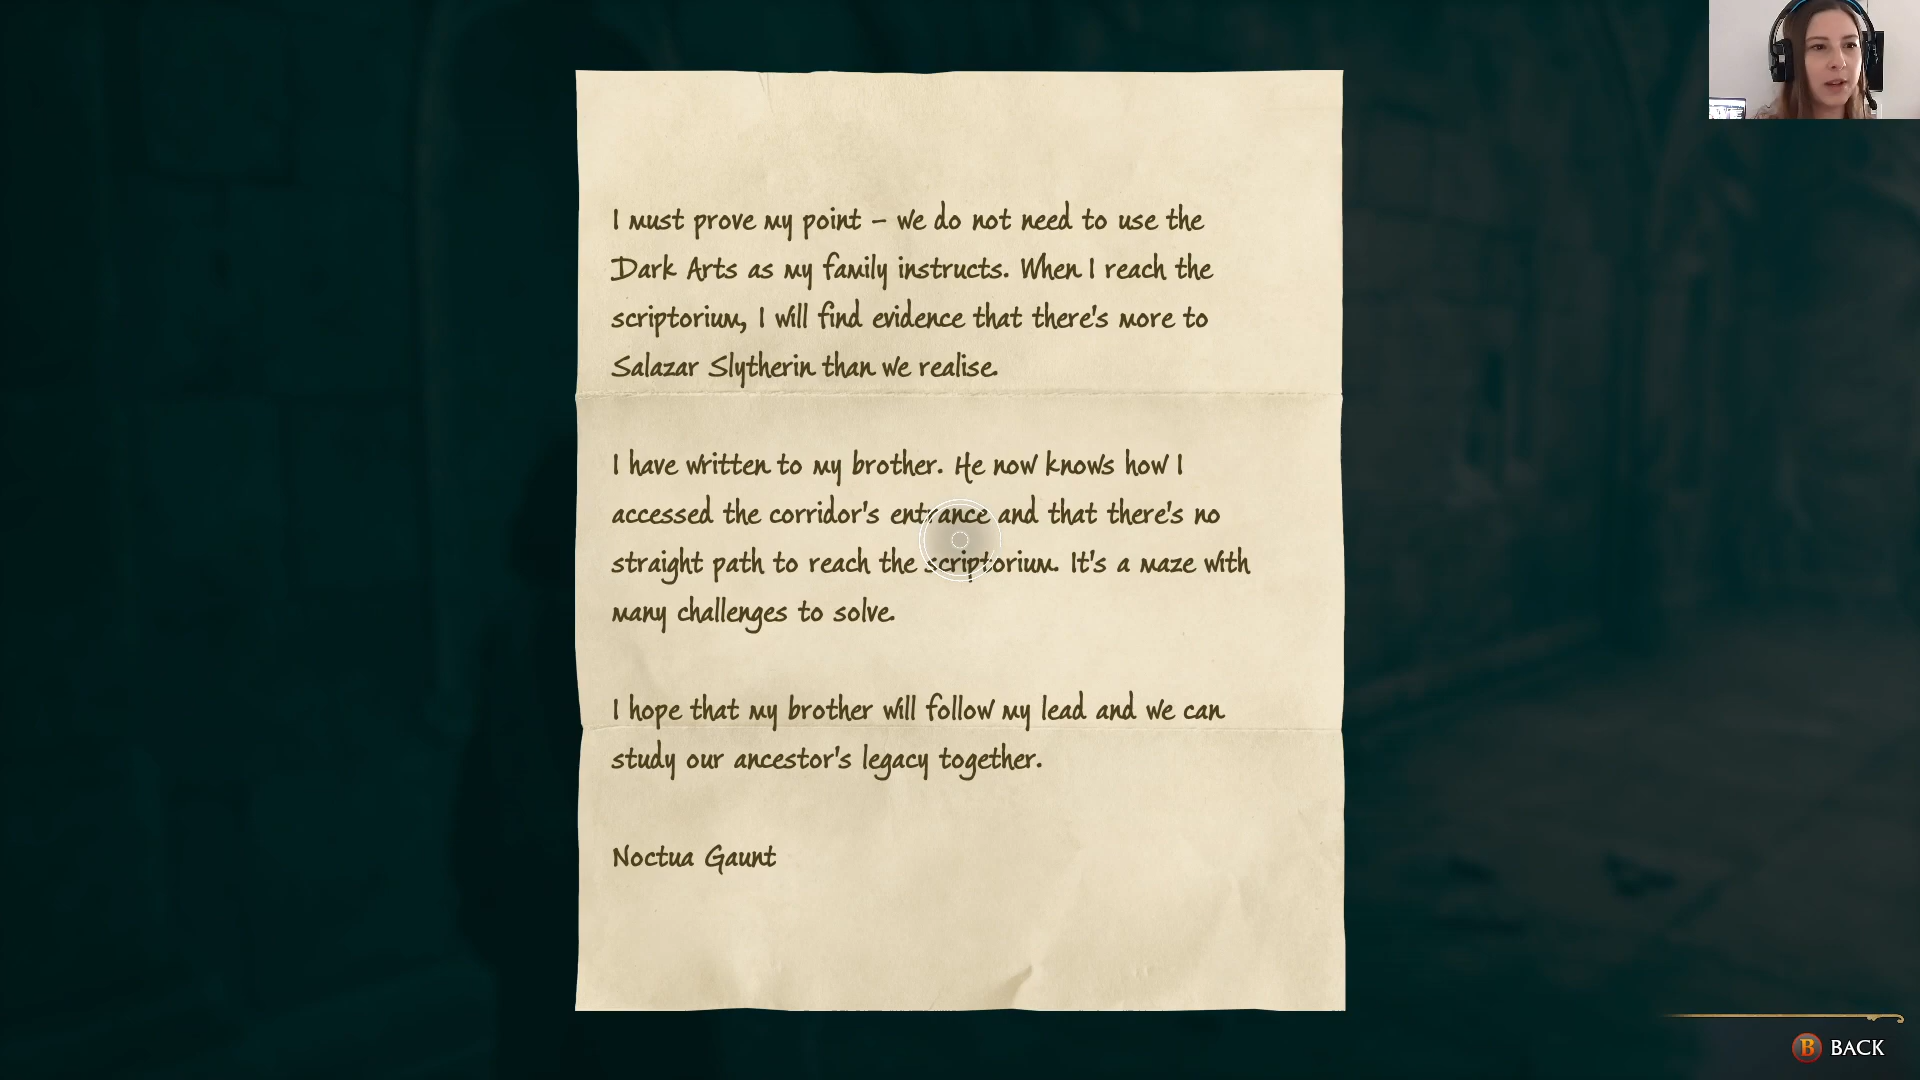 I must prove my point – we do not need to use the
Dark Arts as my family instructs. When I reach the
scriptorium, I will find evidence that there's more to
Salazar Slytherin than we realise.
I have written to my brother. He now knows how I
accessed the corridor's entrance and that there's no
straight path to reach the scriptorium. It's a maze with
many challenges to solve.
I hope that my brother will follow my lead and we can
study our ancestor's legacy together.
Noctua Gaunt
B BACK